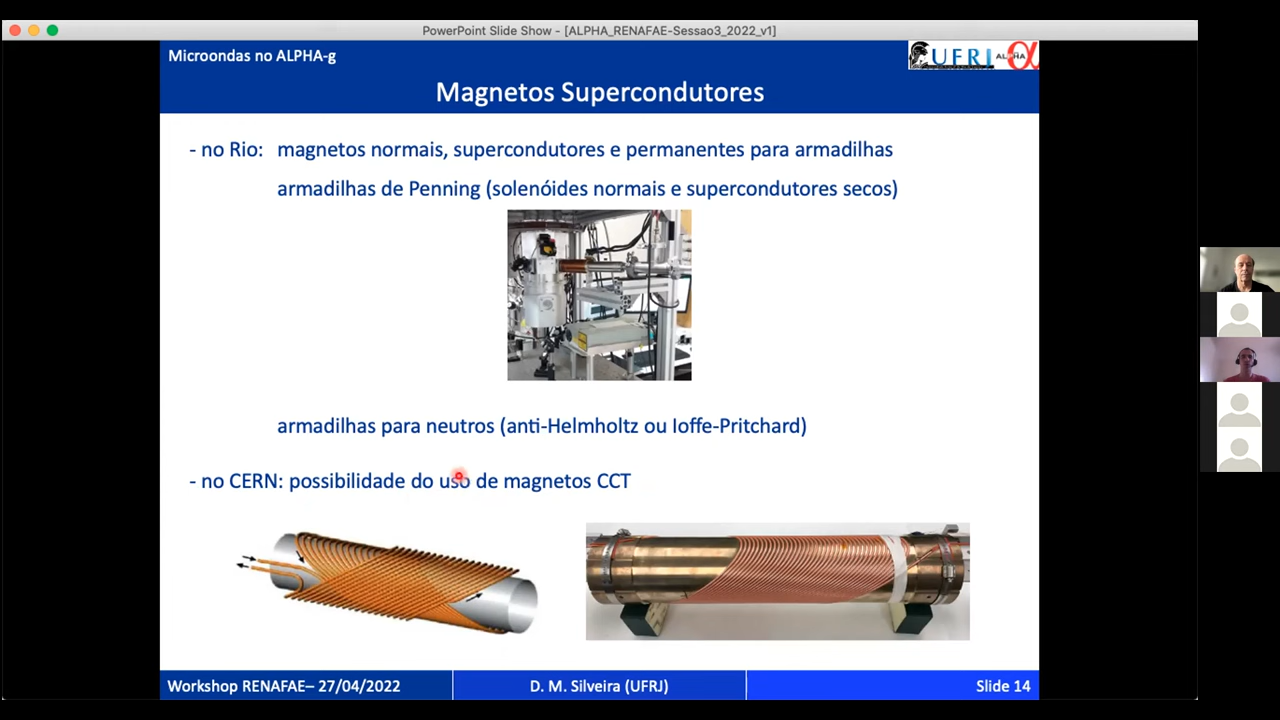 PowerPoint Slide Show - [ALPHA_RENAFAE-Sessao3_2022_v1]
Microondas no ALPHA-g
UFRJ ALPHA
Magnetos Supercondutores
- no Rio: magnetos normais, supercondutores e permanentes para armadilhas
armadilhas de Penning (solenóides normais e supercondutores secos)
armadilhas para neutros (anti-Helmholtz ou Ioffe-Pritchard)
- no CERN: possibilidade do uso de magnetos CCT
Workshop RENAFAE– 27/04/2022
D. M. Silveira (UFRJ)
Slide 14